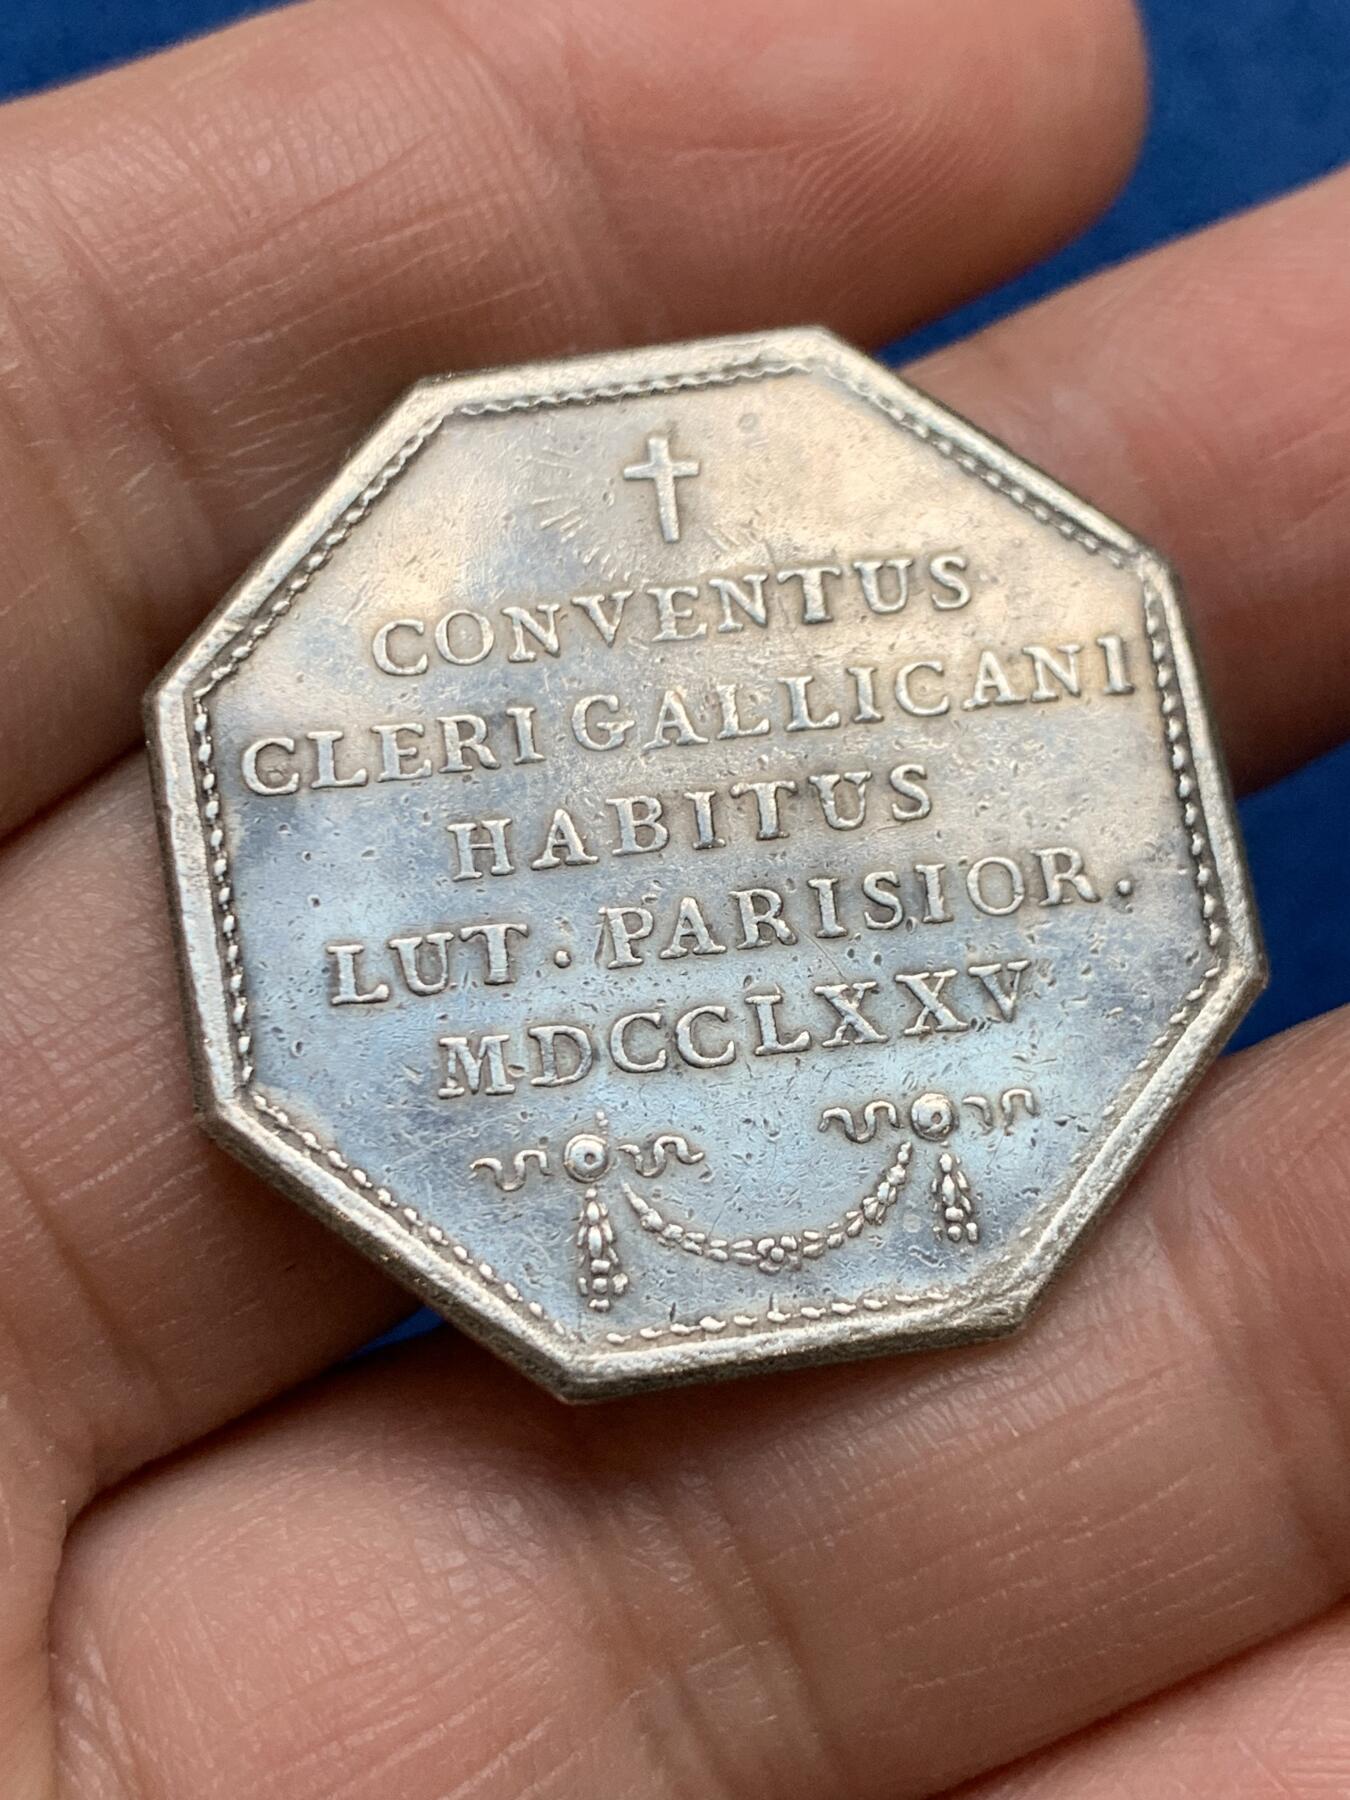 CONVENTUS
CLERI GALLICANI
HABITUS
LUT. PARISIOR.
MDCCLXXV